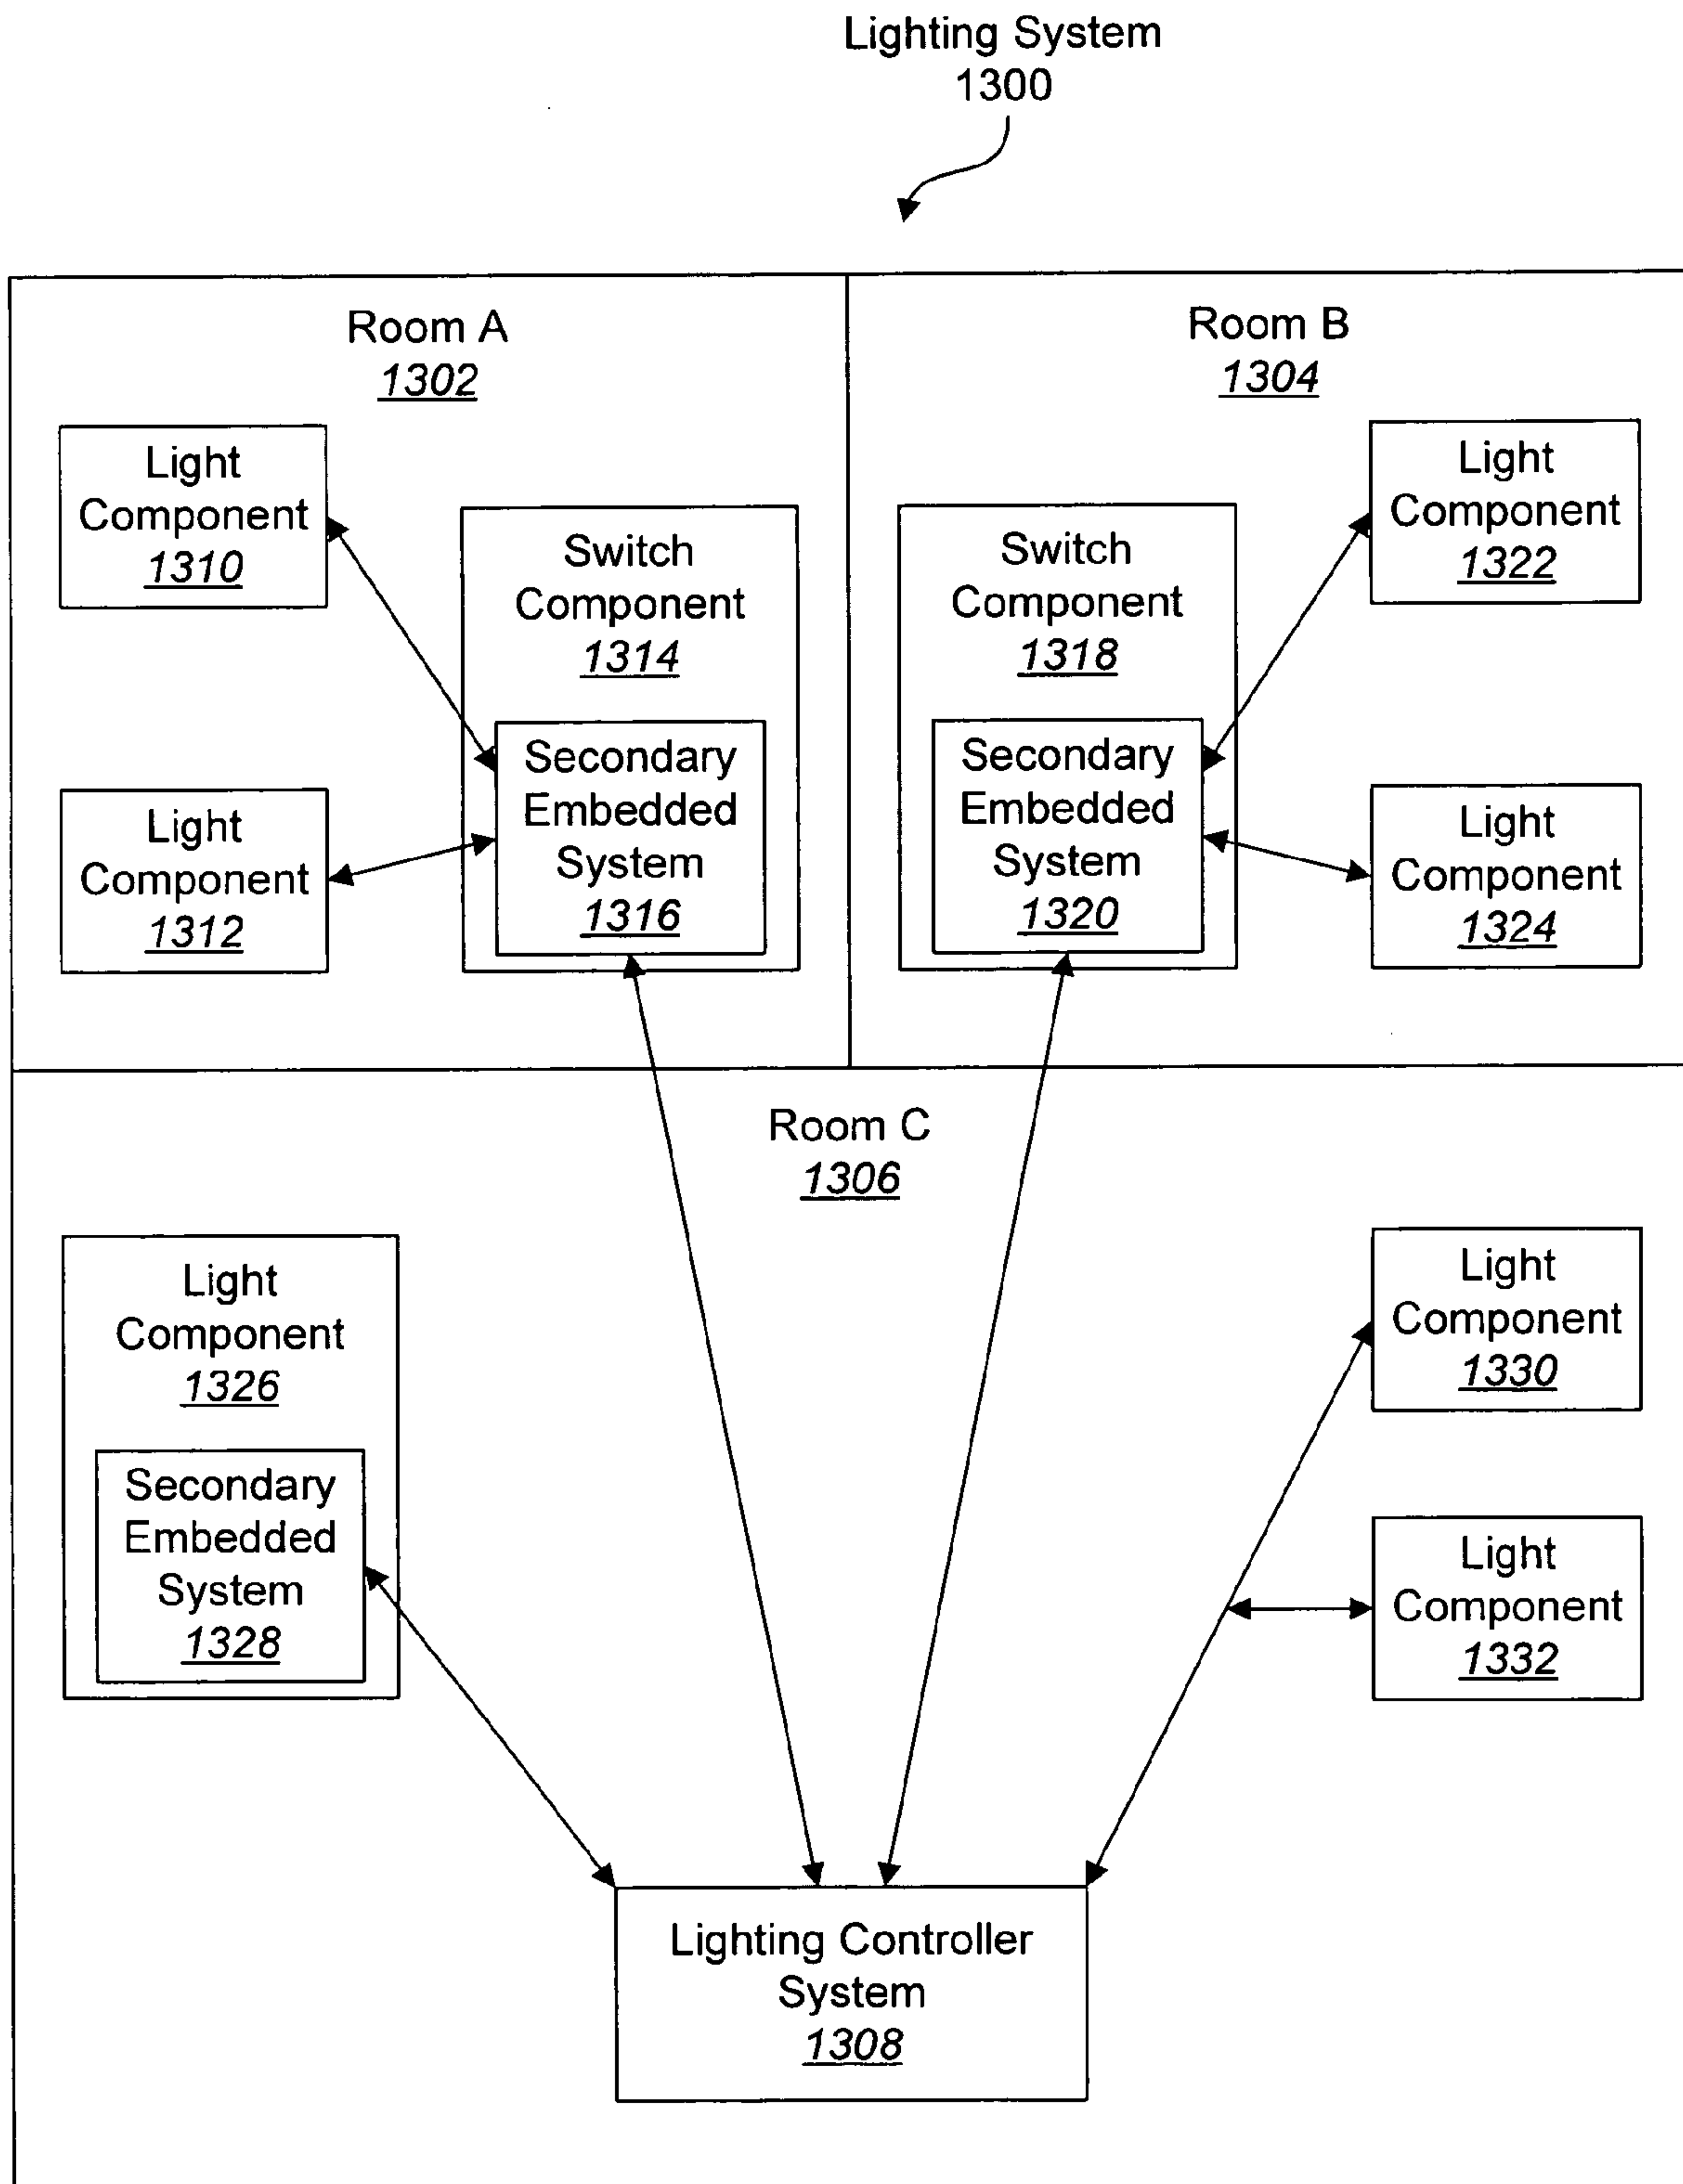 Lighting System
1300
Room A
1302
Room B
1304
Light
Component
1310
Switch
Component
1314
Secondary
Embedded
System
1316
Light
Component
1312
Switch
Component
1318
Secondary
Embedded
System
1320
Light
Component
1322
Light
Component
1324
Room C
1306
Light
Component
1326
Secondary
Embedded
System
1328
Light
Component
1330
Light
Component
1332
Lighting Controller
System
1308